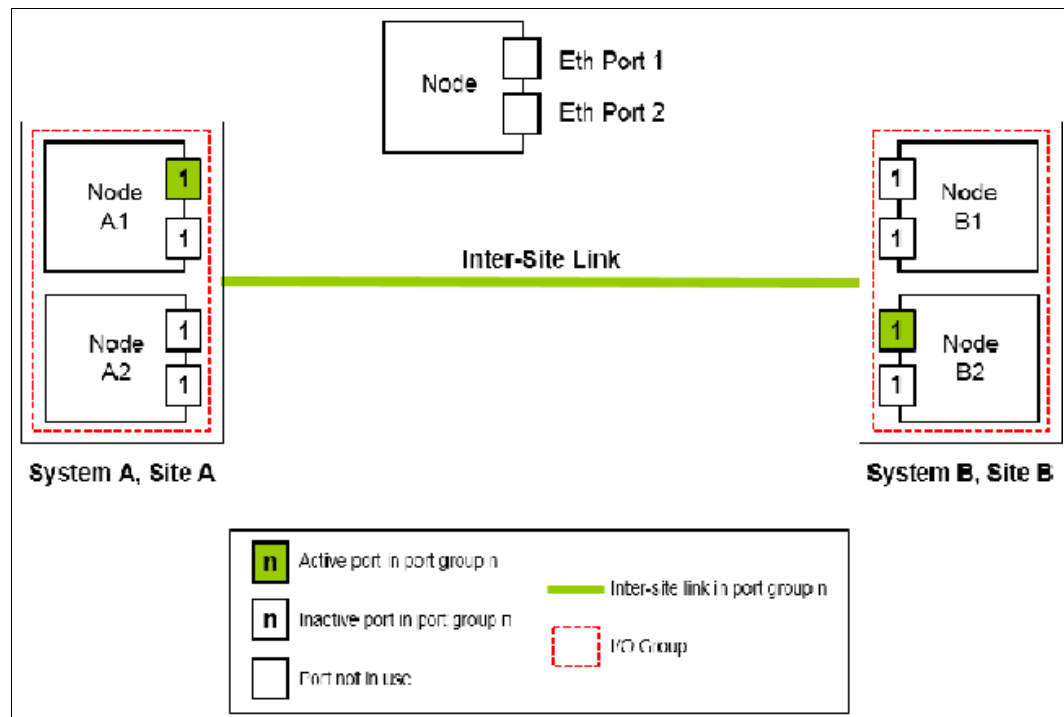 Node
Eth Port 1
Eth Port 2
Node
A1
1
1
Node
A2
1
1
1
1
Node
B1
1
1
Node
B2
Inter-Site Link
System A, Site A
System B, Site B
n
Active port in port group n
n
Inactive port in port group n
Port not in use
Inter-site link in port group n
I/O Group